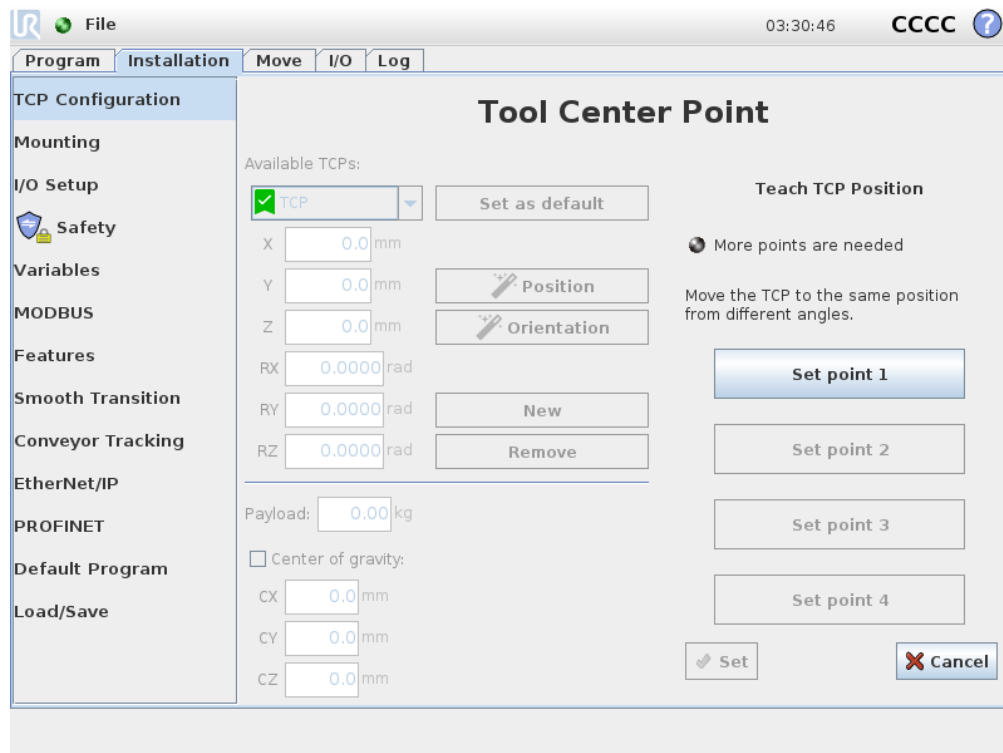 UR File 03:30:46 CCCC ?
Program Installation Move I/O Log
TCP Configuration
Mounting
I/O Setup
Safety
Variables
MODBUS
Features
Smooth Transition
Conveyor Tracking
EtherNet/IP
PROFINET
Default Program
Load/Save
Tool Center Point
Available TCPs:
TCP Set as default
X 0.0 mm
Y 0.0 mm Position
Z 0.0 mm Orientation
RX 0.0000 rad
RY 0.0000 rad New
RZ 0.0000 rad Remove
Payload: 0.00 kg
Center of gravity:
CX 0.0 mm
CY 0.0 mm
CZ 0.0 mm
Teach TCP Position
More points are needed
Move the TCP to the same position
from different angles.
Set point 1
Set point 2
Set point 3
Set point 4
Set Cancel